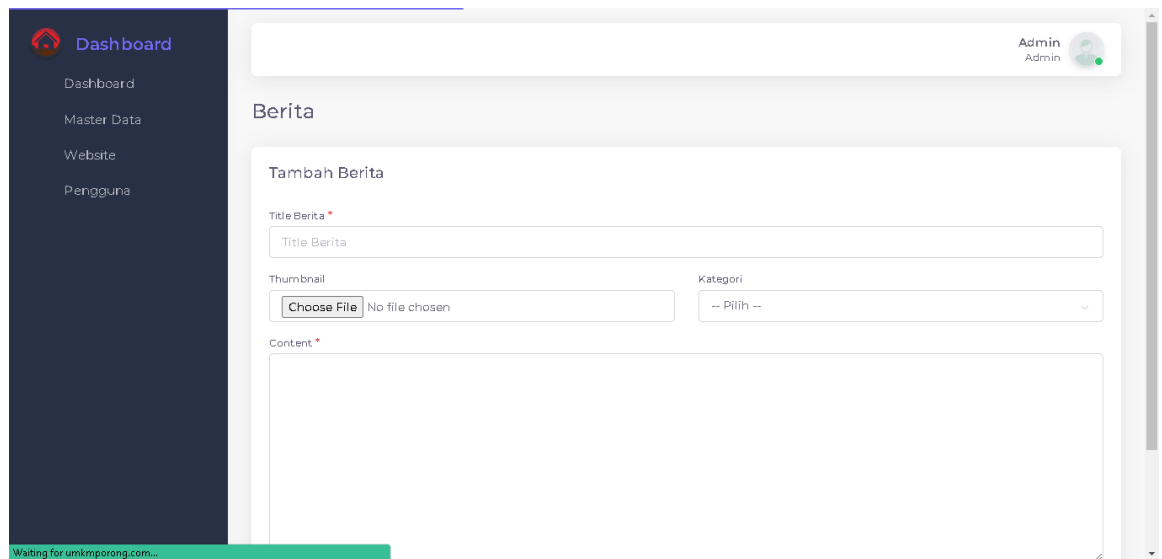 Dashboard
Dashboard
Master Data
Website
Pengguna
Admin
Admin
Berita
Tambah Berita
Title Berita *
Title Berita
Thumbnail
Choose File No file chosen
Kategori
-- Pilih --
Content *
Waiting for umkmporong.com...